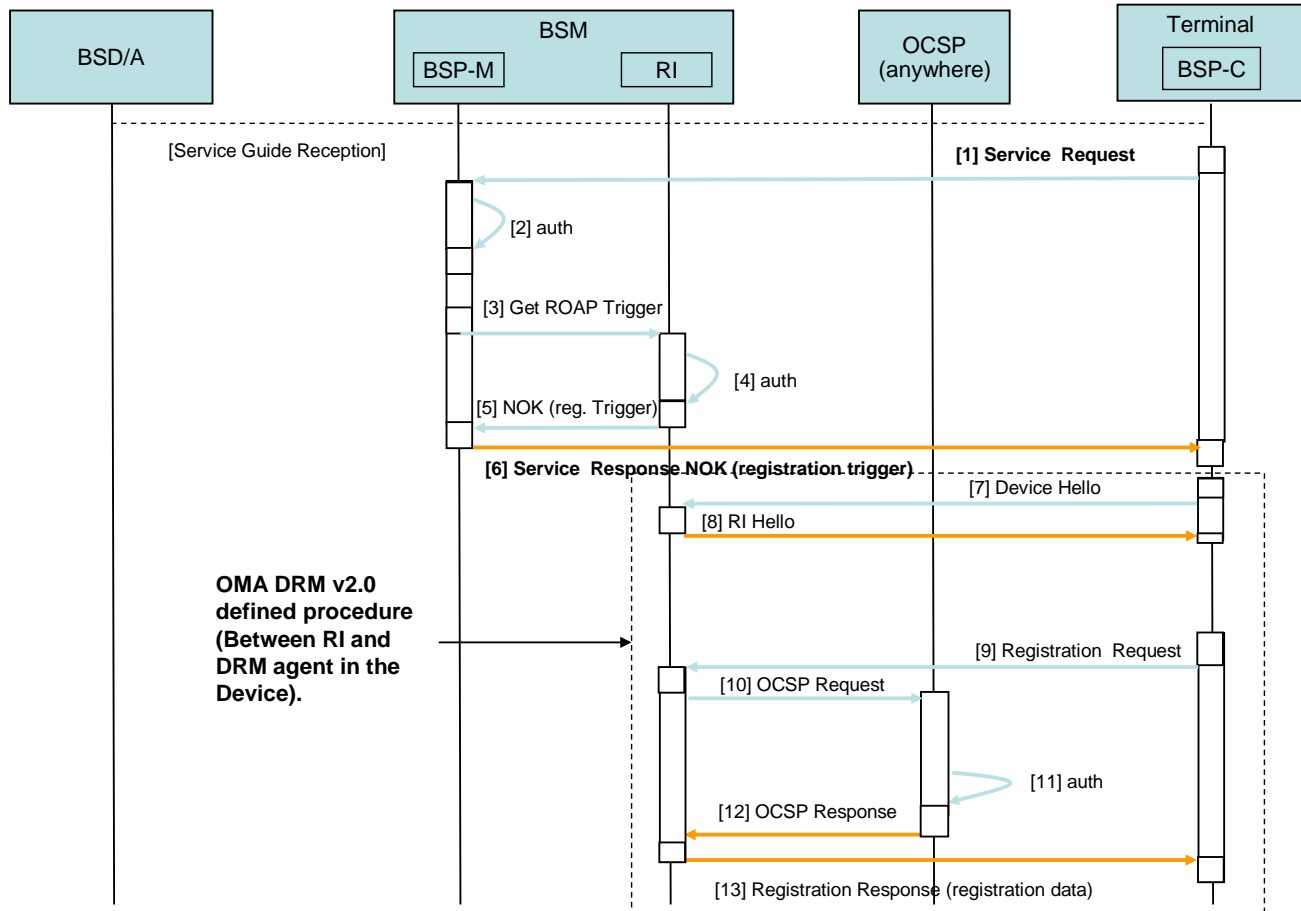 BSD/A
BSM
BSP-M
RI
OCSP
(anywhere)
Terminal
BSP-C
[Service Guide Reception]
[1] Service Request
[2] auth
[3] Get ROAP Trigger
[4] auth
[5] NOK (reg. Trigger)
[6] Service Response NOK (registration trigger)
[7] Device Hello
[8] RI Hello
OMA DRM v2.0
defined procedure
(Between RI and
DRM agent in the
Device).
[9] Registration Request
[10] OCSP Request
[11] auth
[12] OCSP Response
[13] Registration Response (registration data)